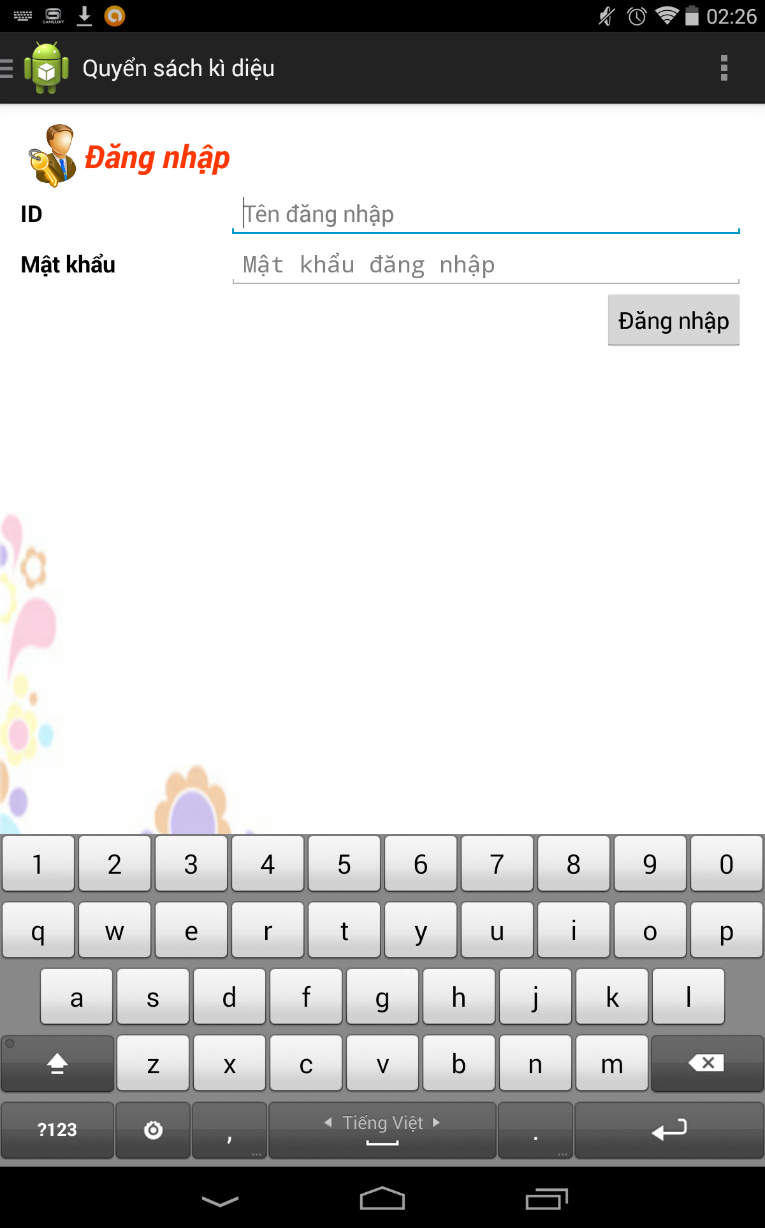 02:26
Quyển sách kì diệu
Đăng nhập
ID Tên đăng nhập
Mật khẩu Mật khẩu đăng nhập
Đăng nhập
1 2 3 4 5 6 7 8 9 0
q w e r t y u i o p
a s d f g h j k l
z x c v b n m
?123 , Tiếng Việt .